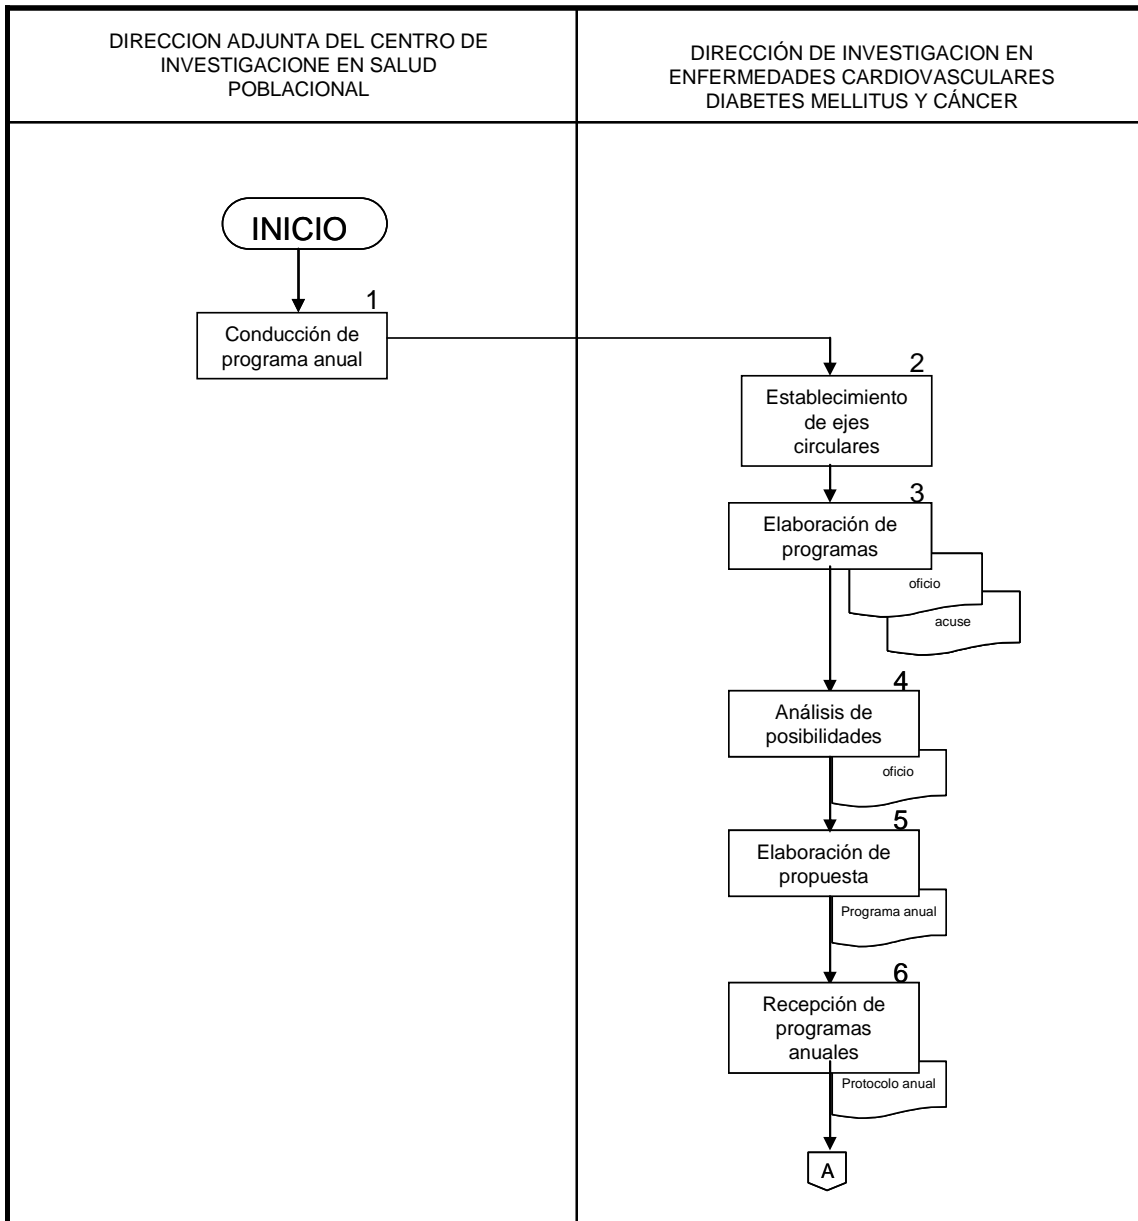 DIRECCION ADJUNTA DEL CENTRO DE
INVESTIGACIONE EN SALUD
POBLACIONAL
DIRECCIÓN DE INVESTIGACION EN
ENFERMEDADES CARDIOVASCULARES
DIABETES MELLITUS Y CÁNCER
INICIO
1
Conducción de
programa anual
2
Establecimiento
de ejes
circulares
3
Elaboración de
programas
oficio
acuse
4
Análisis de
posibilidades
oficio
5
Elaboración de
propuesta
Programa anual
6
Recepción de
programas
anuales
Protocolo anual
A